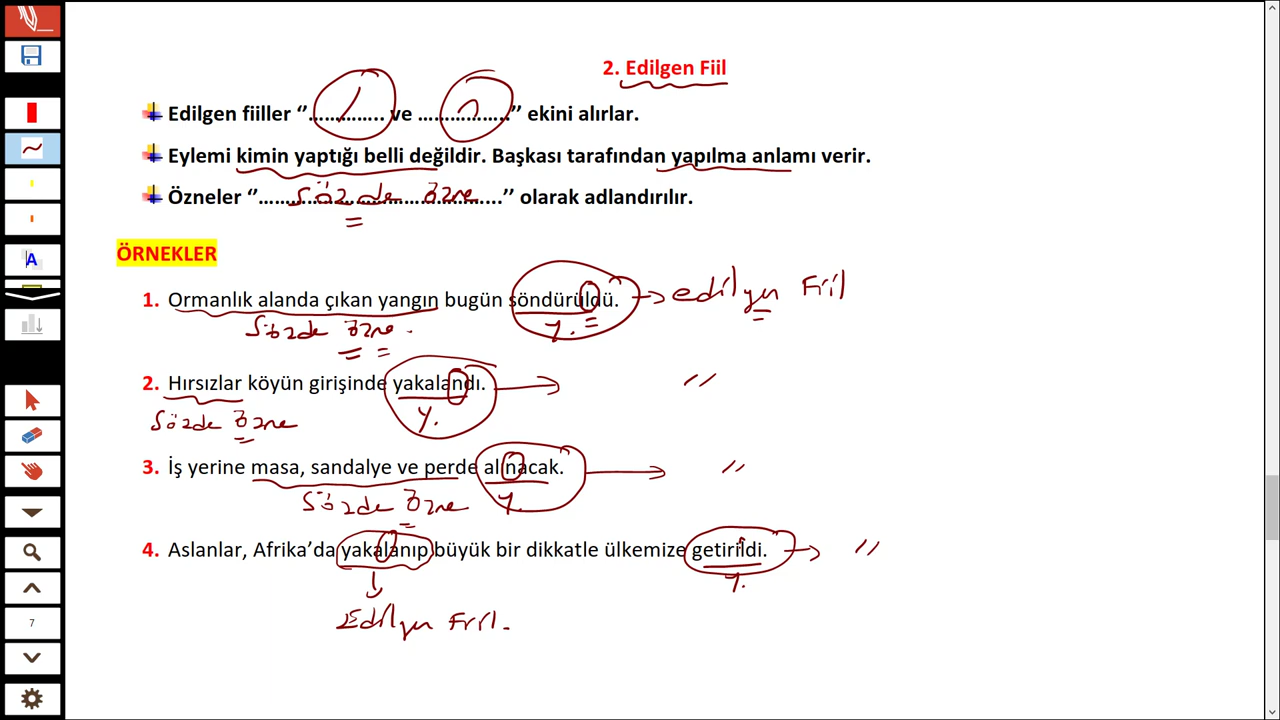 2. Edilgen Fiil
Edilgen fiiller ‘’.....l......... ve .......n.........’’ ekini alırlar.
Eylemi kimin yaptığı belli değildir. Başkası tarafından yapılma anlamı verir.
Özneler ‘’.......sözde özne.......’’ olarak adlandırılır.
ÖRNEKLER
1. Ormanlık alanda çıkan yangın bugün söndürüldü. → edilgen Fiil
Sözde özne. y.
2. Hırsızlar köyün girişinde yakalandı. → "
Sözde özne y.
3. İş yerine masa, sandalye ve perde alınacak. → "
Sözde özne y.
4. Aslanlar, Afrika’da yakalanıp büyük bir dikkatle ülkemize getirildi. → "
y.
Edilgen Fiil.
A
7